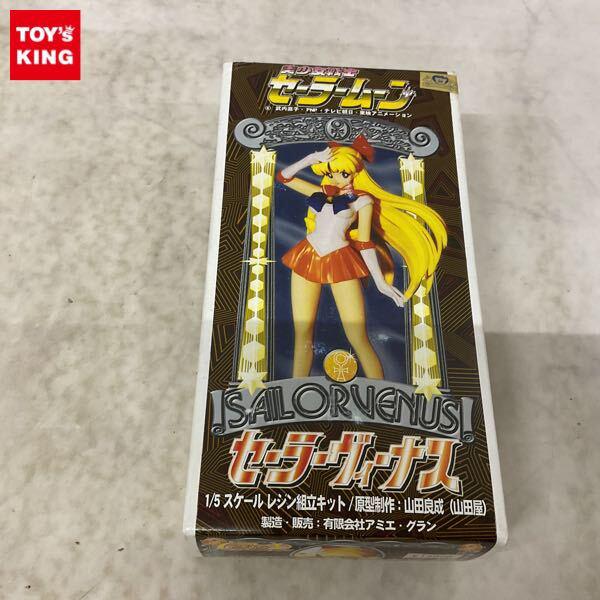 TOY's
KING
美少女戦士
セーラームーン
© 武内直子・PNP・テレビ朝日・東映アニメーション
!SAILORVENUS!
セーラーヴィーナス
1/5 スケール レジン組立キット / 原型制作：山田良成（山田屋）
製造・販売：有限会社アミエ・グラン